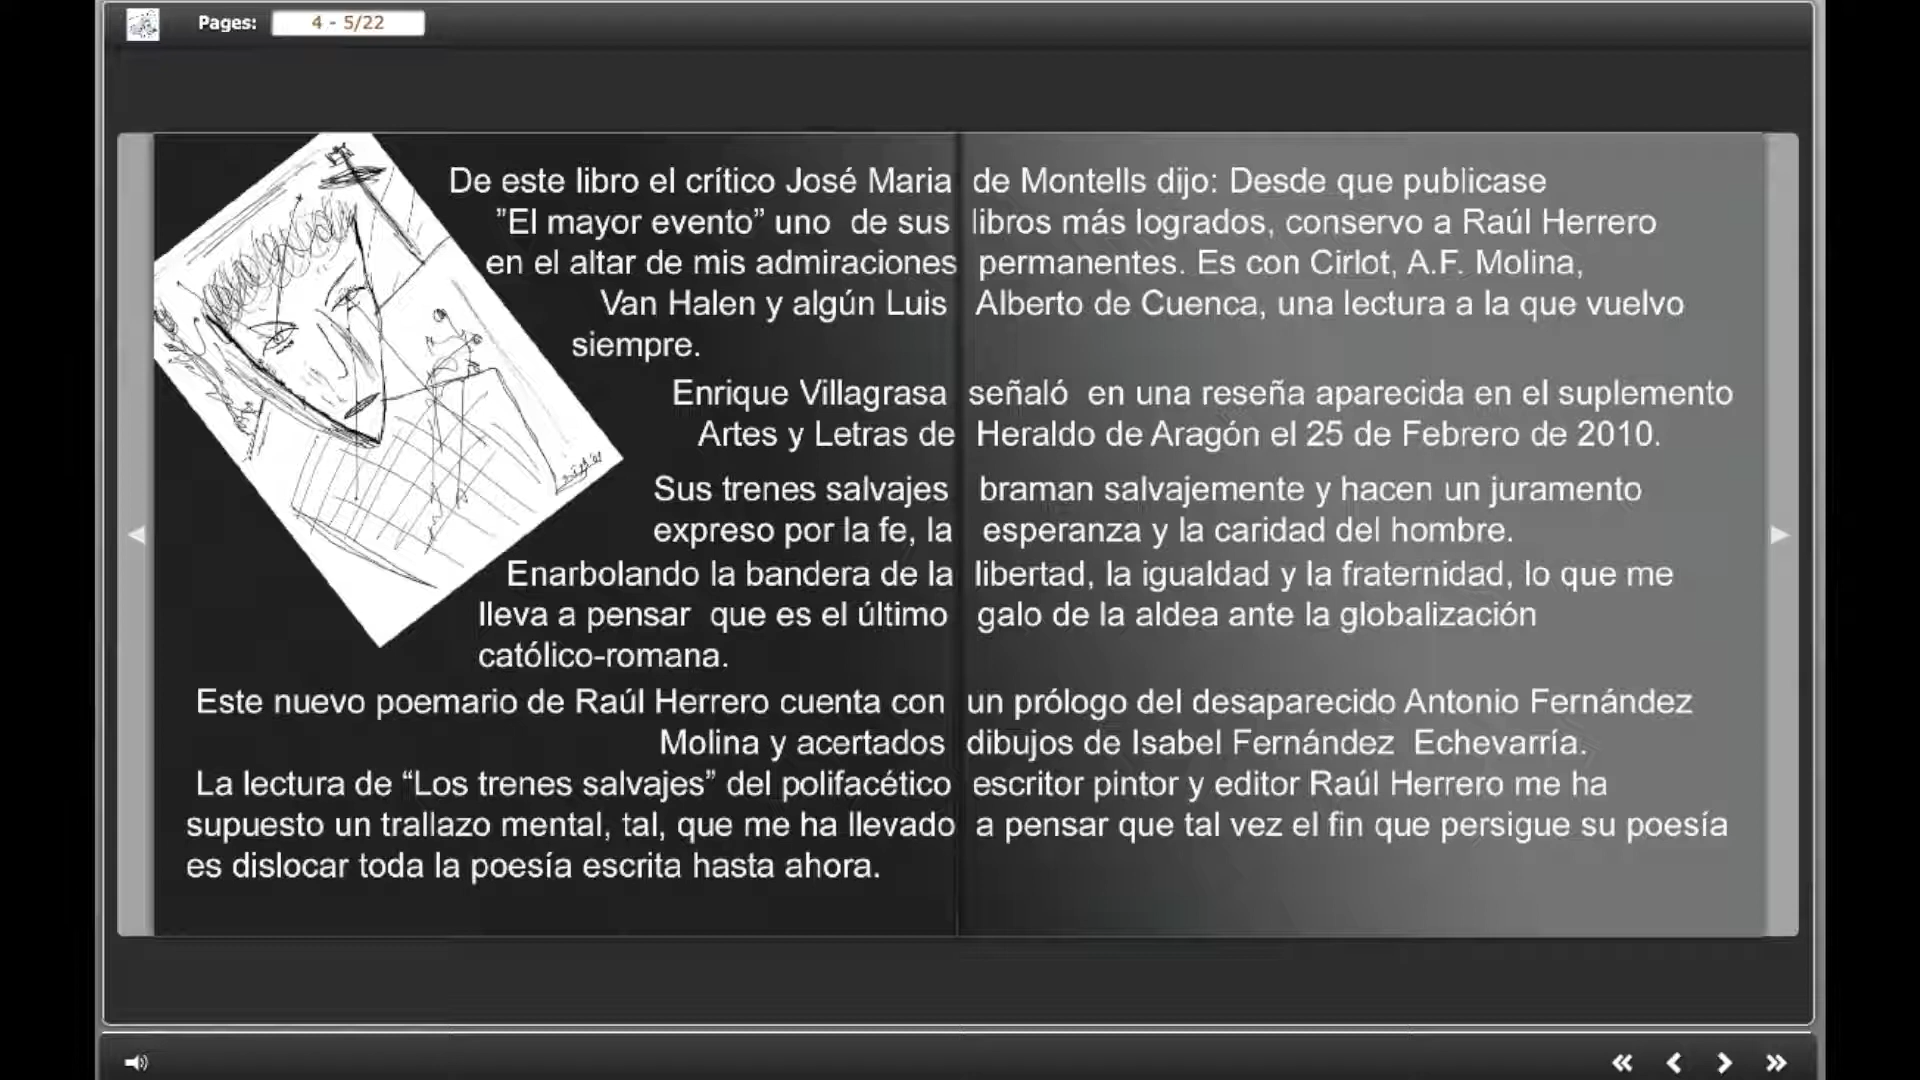 Pages: 4 - 5/22
De este libro el crítico José Maria de Montells dijo: Desde que publicase
”El mayor evento” uno de sus libros más logrados, conservo a Raúl Herrero
en el altar de mis admiraciones permanentes. Es con Cirlot, A.F. Molina,
Van Halen y algún Luis Alberto de Cuenca, una lectura a la que vuelvo
siempre.
Enrique Villagrasa señaló en una reseña aparecida en el suplemento
Artes y Letras de Heraldo de Aragón el 25 de Febrero de 2010.
Sus trenes salvajes braman salvajemente y hacen un juramento
expreso por la fe, la esperanza y la caridad del hombre.
Enarbolando la bandera de la libertad, la igualdad y la fraternidad, lo que me
lleva a pensar que es el último galo de la aldea ante la globalización
católico-romana.
Este nuevo poemario de Raúl Herrero cuenta con un prólogo del desaparecido Antonio Fernández
Molina y acertados dibujos de Isabel Fernández Echevarría.
La lectura de “Los trenes salvajes” del polifacético escritor pintor y editor Raúl Herrero me ha
supuesto un trallazo mental, tal, que me ha llevado a pensar que tal vez el fin que persigue su poesía
es dislocar toda la poesía escrita hasta ahora.